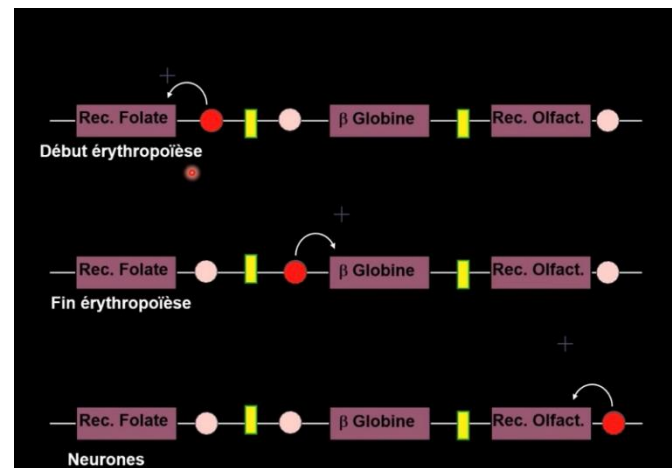 +
Rec. Folate β Globine Rec. Olfact.
Début érythropoïèse
+
Rec. Folate β Globine Rec. Olfact.
Fin érythropoïèse
+
Rec. Folate β Globine Rec. Olfact.
Neurones